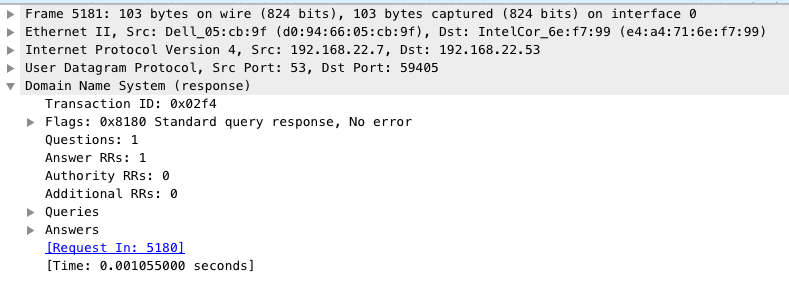 Frame 5181: 103 bytes on wire (824 bits), 103 bytes captured (824 bits) on interface 0
Ethernet II, Src: Dell_05:cb:9f (d0:94:66:05:cb:9f), Dst: IntelCor_6e:f7:99 (e4:a4:71:6e:f7:99)
Internet Protocol Version 4, Src: 192.168.22.7, Dst: 192.168.22.53
User Datagram Protocol, Src Port: 53, Dst Port: 59405
Domain Name System (response)
Transaction ID: 0x02f4
Flags: 0x8180 Standard query response, No error
Questions: 1
Answer RRs: 1
Authority RRs: 0
Additional RRs: 0
Queries
Answers
[Request In: 5180]
[Time: 0.001055000 seconds]